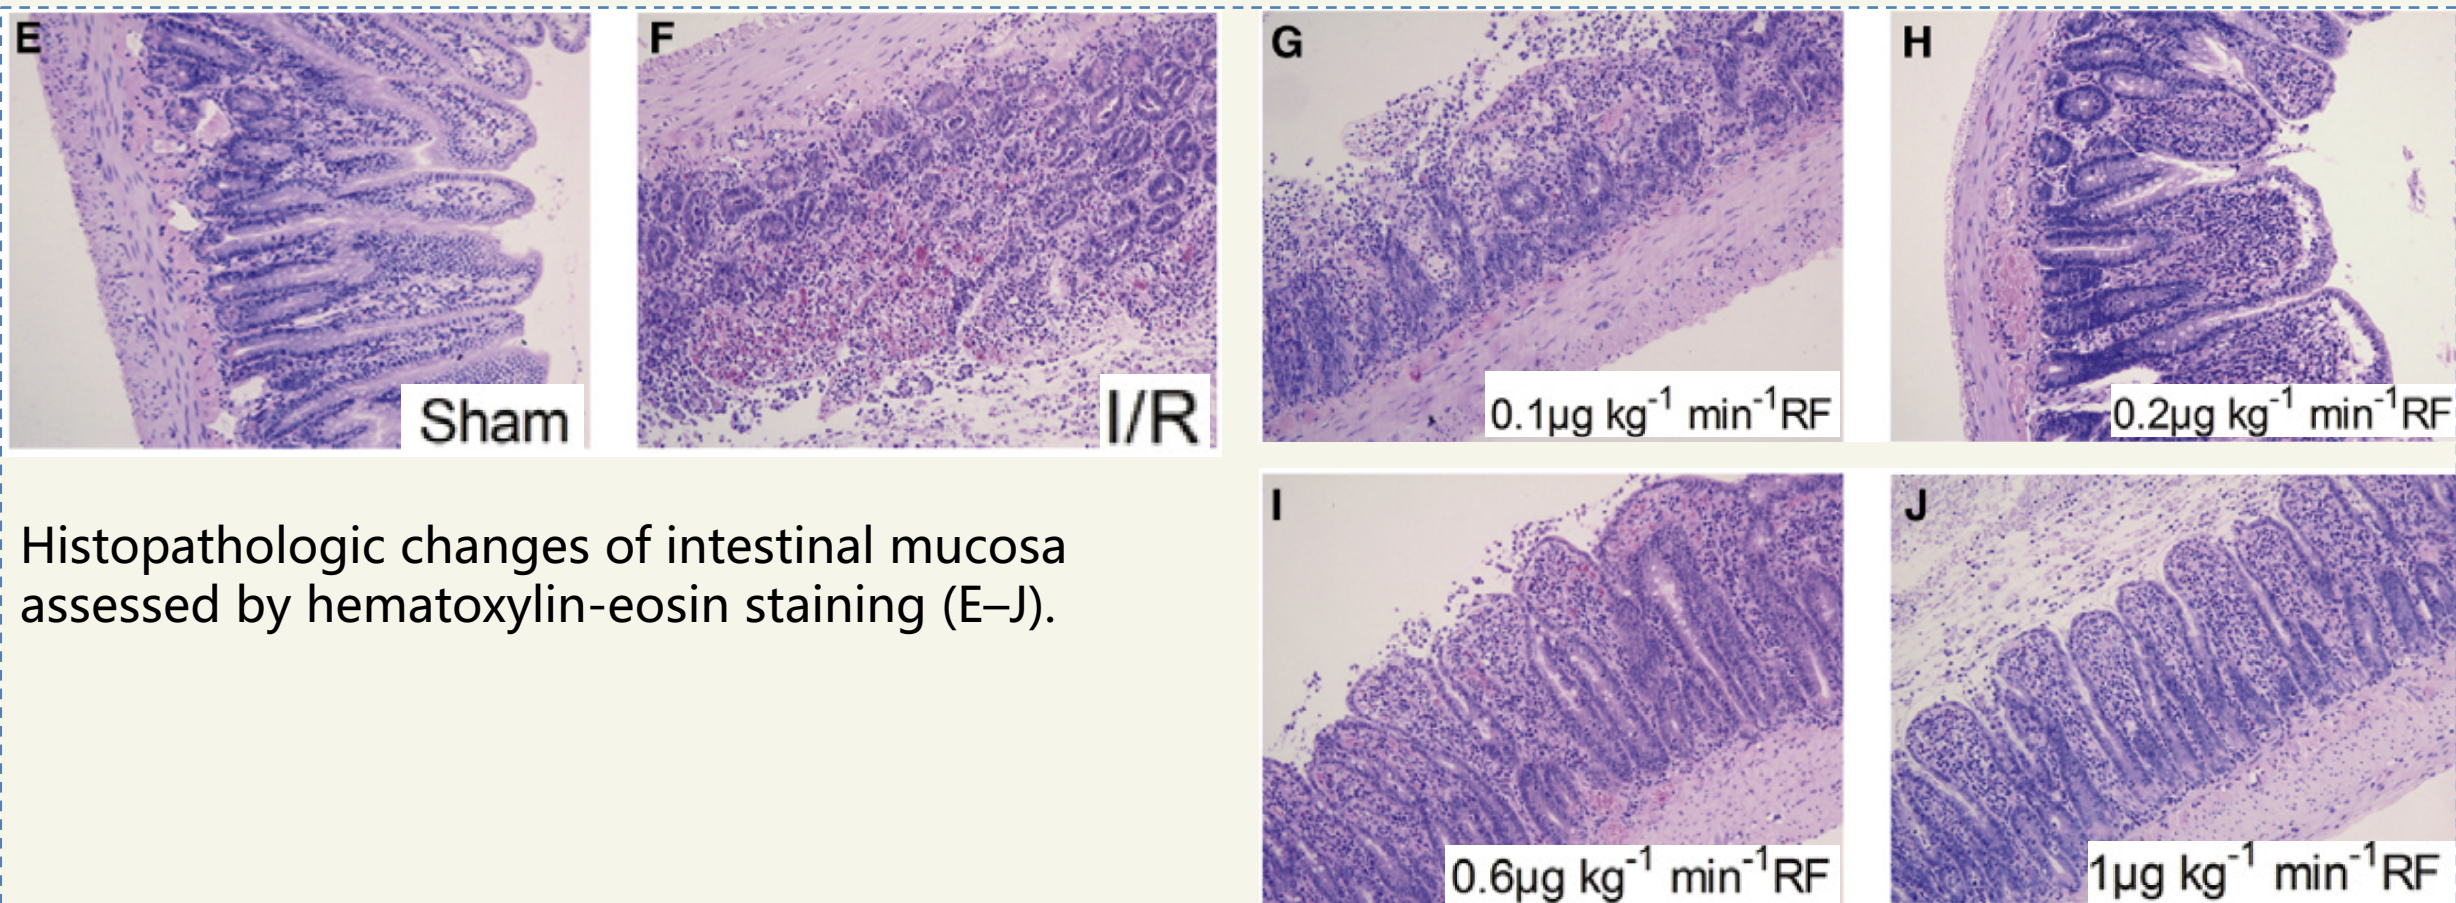 E
Sham
F
I/R
G
0.1µg kg⁻¹ min⁻¹RF
H
0.2µg kg⁻¹ min⁻¹RF
Histopathologic changes of intestinal mucosa
assessed by hematoxylin-eosin staining (E–J).
I
0.6µg kg⁻¹ min⁻¹RF
J
1µg kg⁻¹ min⁻¹RF